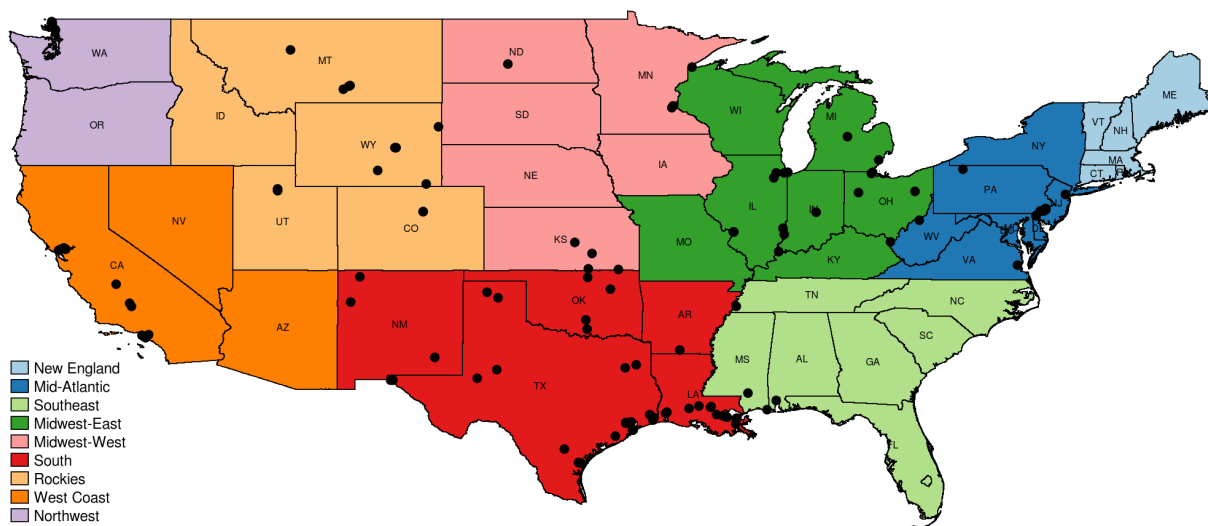 WA
MT
ND
MN
ME
OR
ID
SD
WI
MI
VT
NH
NY
MA
CT
WY
IA
NE
PA
NV
UT
CO
IL
IN
OH
NJ
WV
DE
CA
KS
MO
KY
VA
AZ
NM
OK
AR
TN
NC
SC
TX
LA
MS
AL
GA
New England
Mid-Atlantic
Southeast
Midwest-East
Midwest-West
South
Rockies
West Coast
Northwest